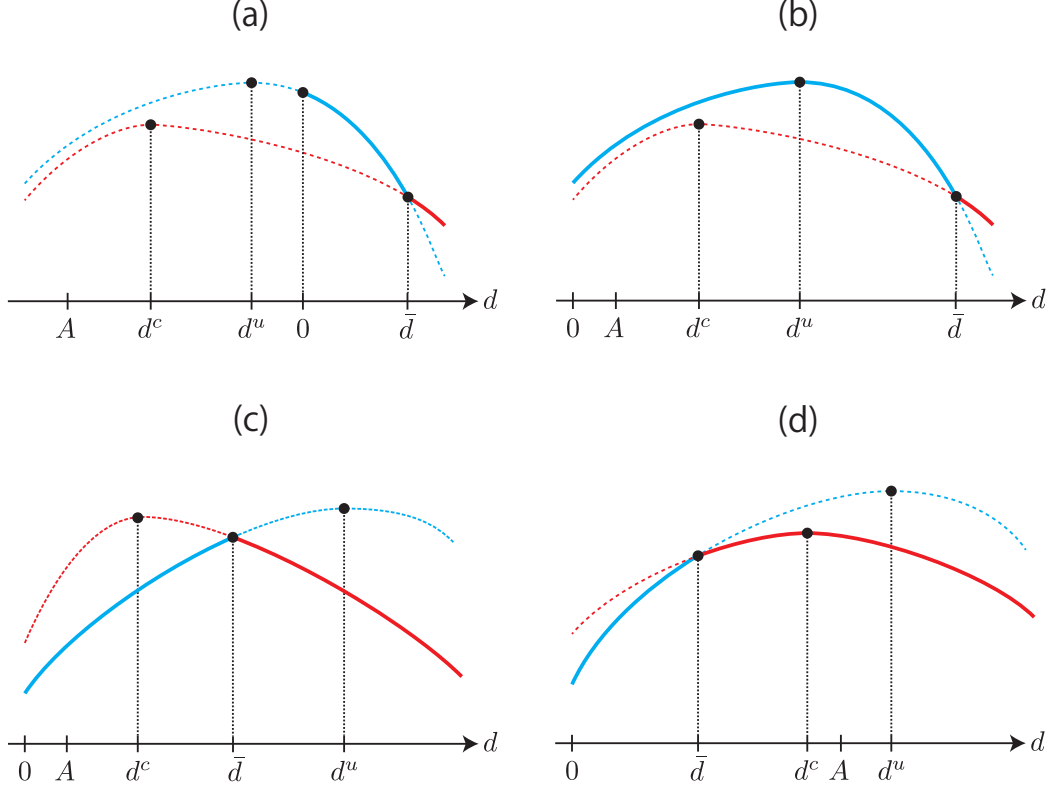 (a)
(b)
d
A d^c d^u 0 d̄
d
0 A d^c d^u d̄
(c)
(d)
d
0 A d^c d̄ d^u
d
0 d̄ d^c A d^u